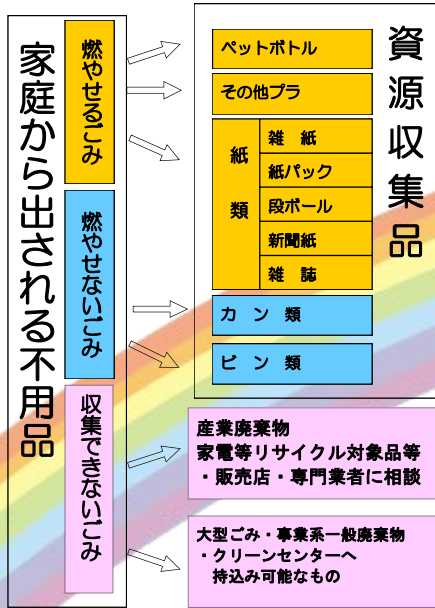 家庭から出される不用品
燃やせるごみ
燃やせないごみ
収集できないごみ
資源収集品
ペットボトル
その他プラ
紙類
雑 紙
紙パック
段ボール
新聞紙
雑 誌
カ ン 類
ビ ン 類
産業廃棄物
家電等リサイクル対象品等
・販売店・専門業者に相談
大型ごみ・事業系一般廃棄物
・クリーンセンターへ
持込み可能なもの